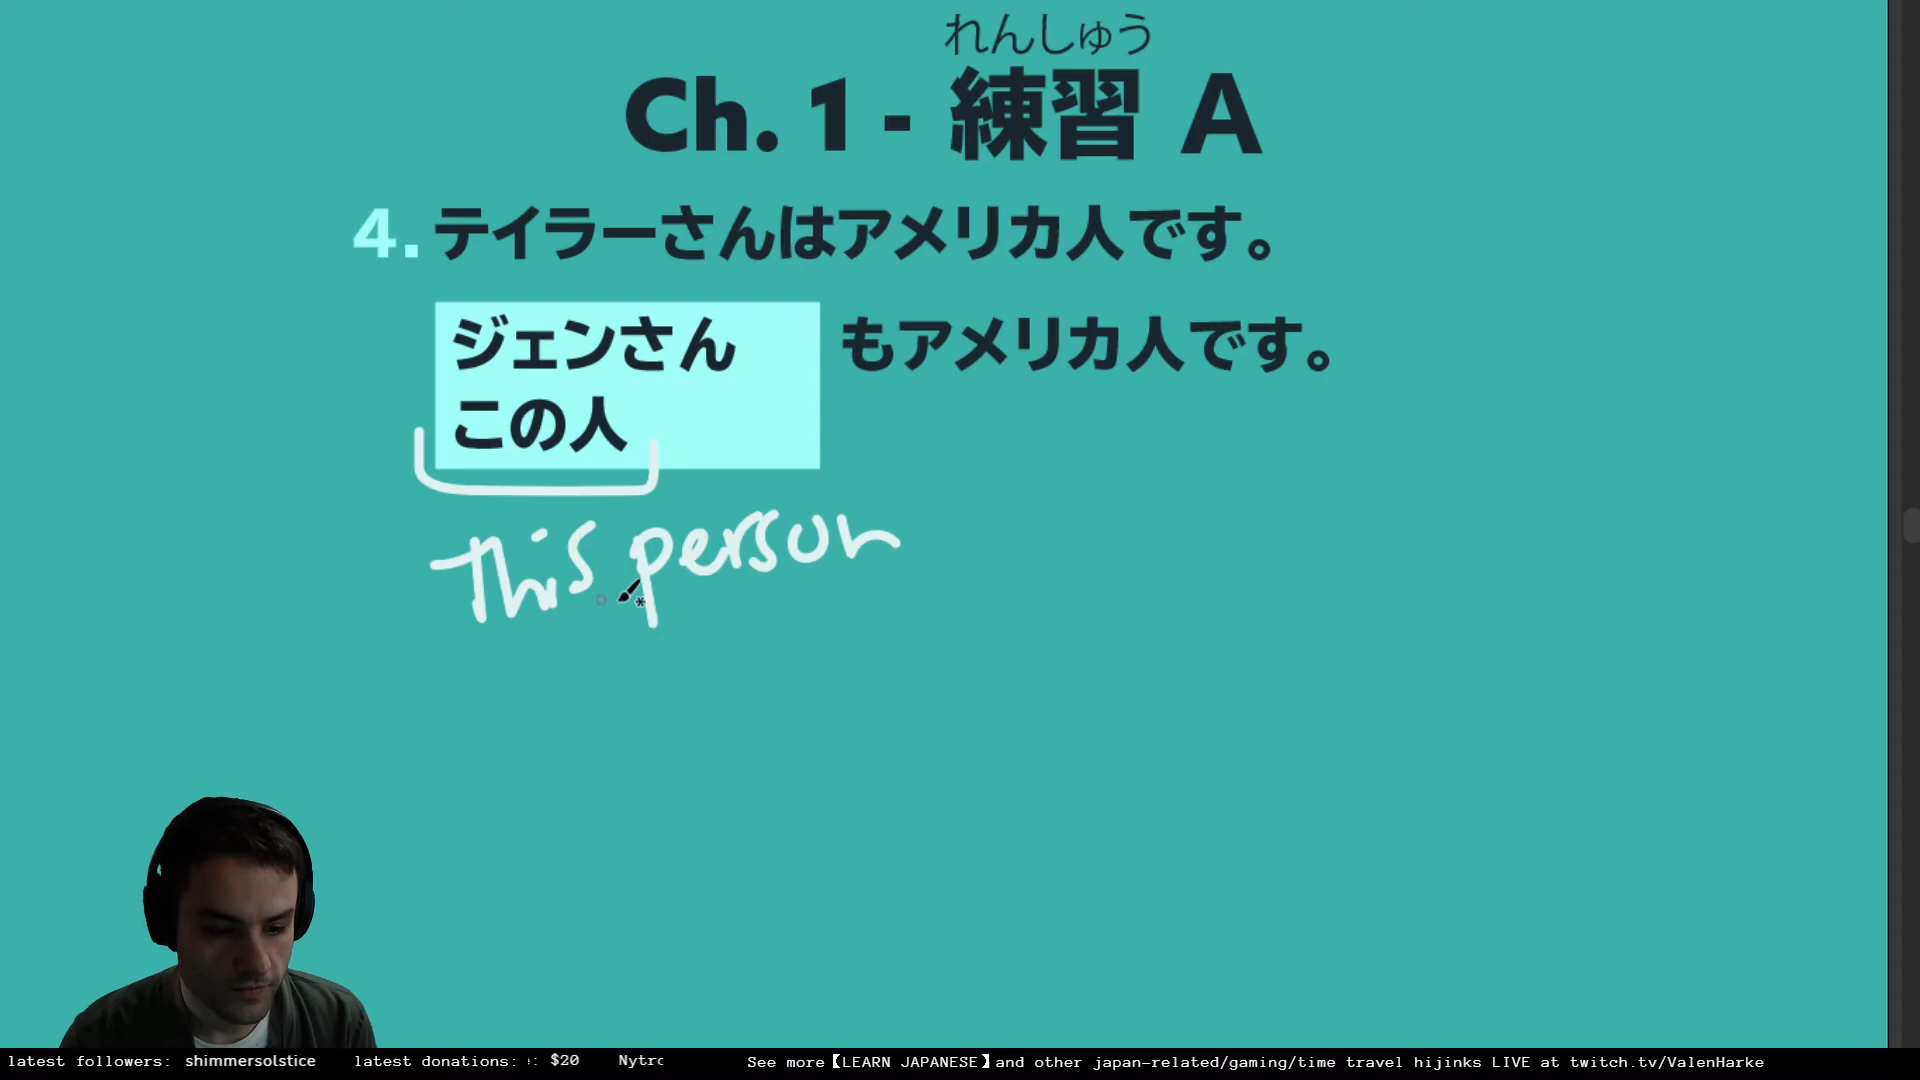 れんしゅう
Ch. 1 - 練習 A
4. テイラーさんはアメリカ人です。
ジェンさん もアメリカ人です。
この人
This person
latest followers: shimmersolstice latest donations: : $20 Nytrc See more【LEARN JAPANESE】and other japan-related/gaming/time travel hijinks LIVE at twitch.tv/ValenHarke